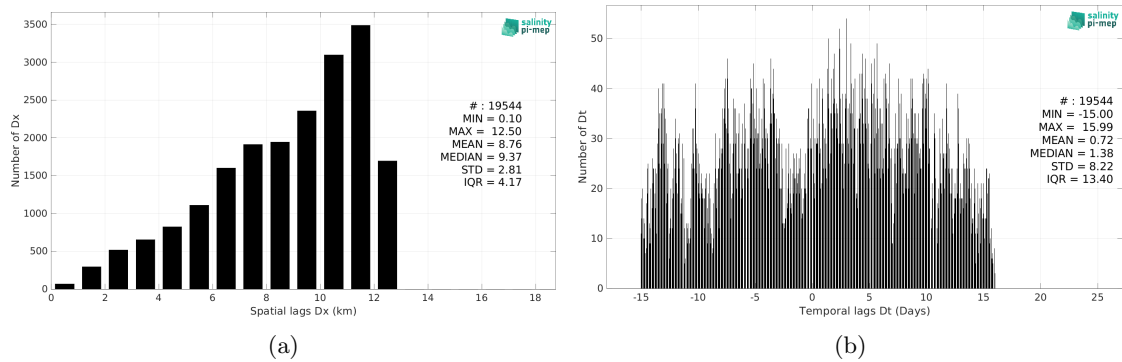 3500
3000
2500
2000
1500
1000
500
0
Number of Dx
0 2 4 6 8 10 12 14 16 18
Spatial lags Dx (km)
salinity
pi-mep
# : 19544
MIN = 0.10
MAX = 12.50
MEAN = 8.76
MEDIAN = 9.37
STD = 2.81
IQR = 4.17
(a)
50
40
30
20
10
0
Number of Dt
-15 -10 -5 0 5 10 15 20 25
Temporal lags Dt (Days)
salinity
pi-mep
# : 19544
MIN = -15.00
MAX = 15.99
MEAN = 0.72
MEDIAN = 1.38
STD = 8.22
IQR = 13.40
(b)